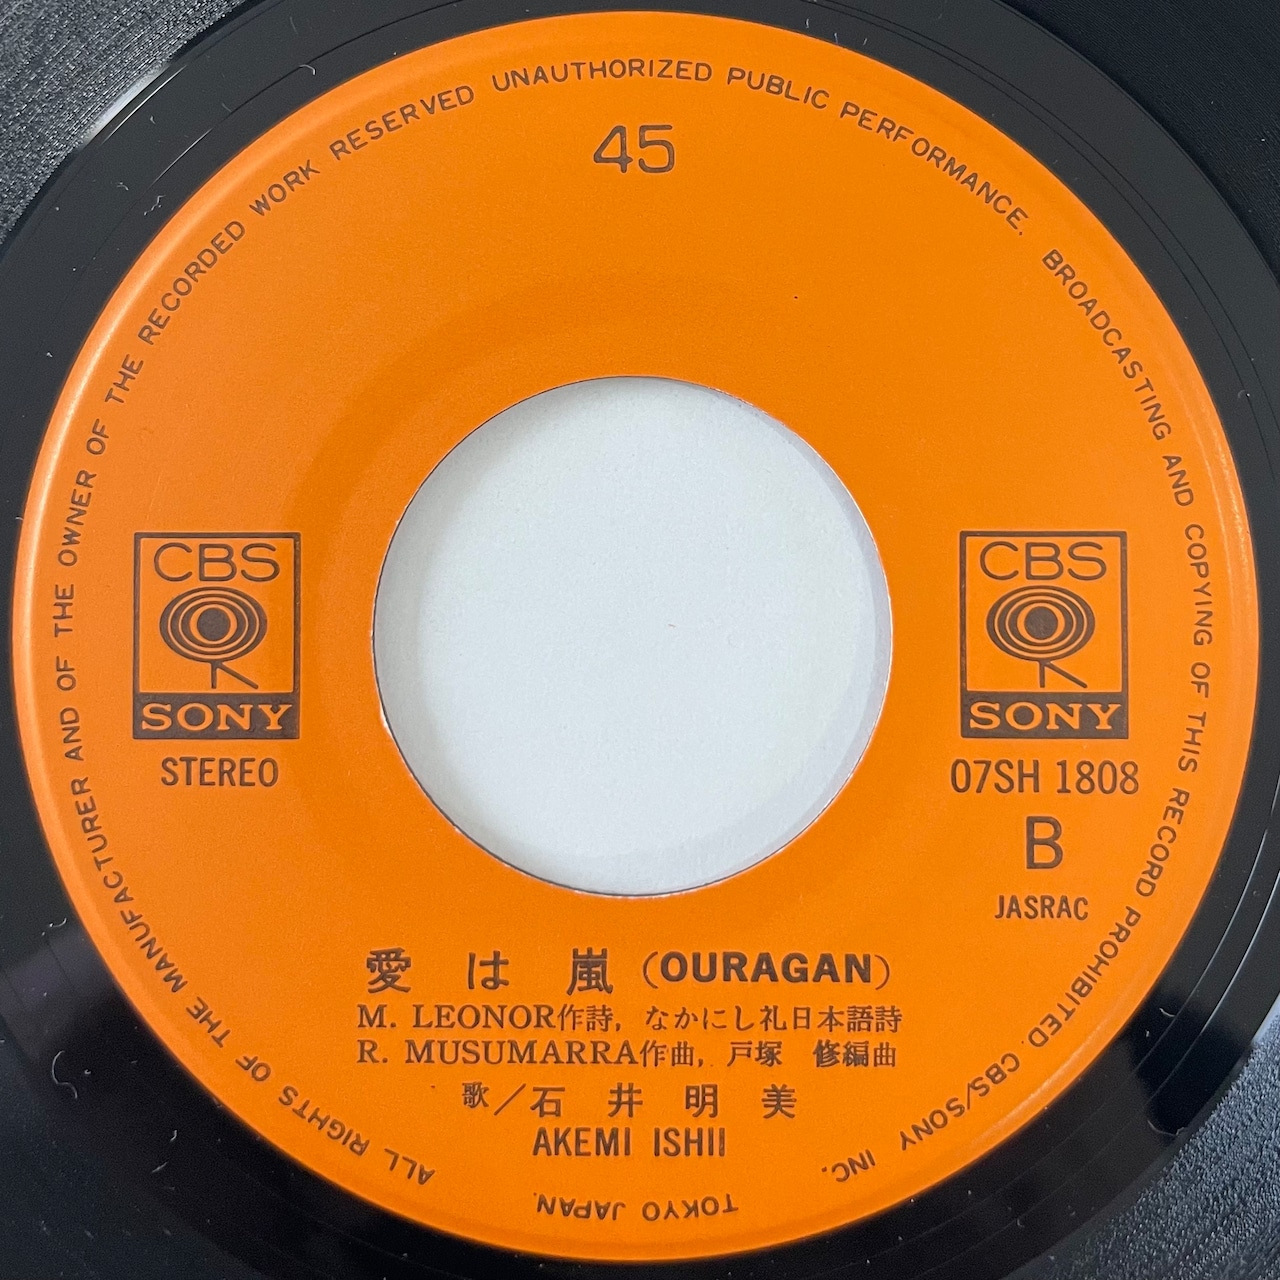 ALL RIGHTS OF THE MANUFACTURER AND OF THE OWNER OF THE RECORDED WORK RESERVED UNAUTHORIZED PUBLIC PERFORMANCE. BROADCASTING AND COPYING OF THIS RECORD PROHIBITED. CBS/SONY INC. TOKYO JAPAN.
45
CBS
SONY
STEREO
CBS
SONY
07SH 1808
B
JASRAC
愛は嵐(OURAGAN)
M. LEONOR作詩, なかにし礼日本語詩
R. MUSUMARRA作曲, 戸塚 修編曲
歌/石井明美
AKEMI ISHII